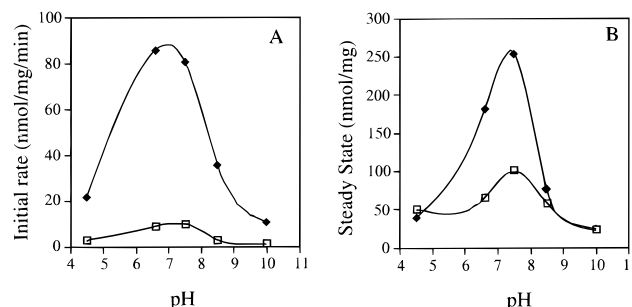 A
Initial rate (nmol/mg/min)
100
80
60
40
20
0
4 5 6 7 8 9 10 11
pH
B
Steady State (nmol/mg)
300
250
200
150
100
50
0
4 5 6 7 8 9 10 1
pH